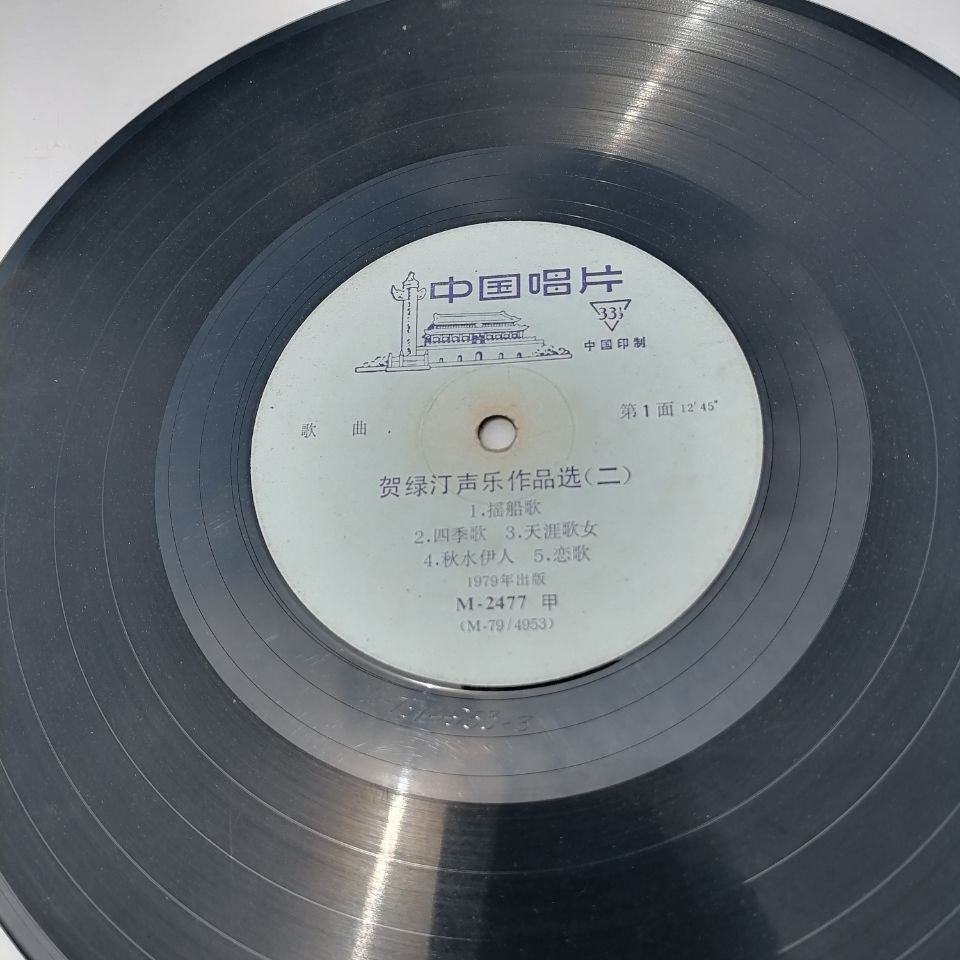 中国唱片
33⅓
中国印制
歌 曲
第1面 12′45″
贺绿汀声乐作品选(二)
1.摇船歌
2.四季歌 3.天涯歌女
4.秋水伊人 5.恋歌
1979年出版
M-2477 甲
(M-79/4953)